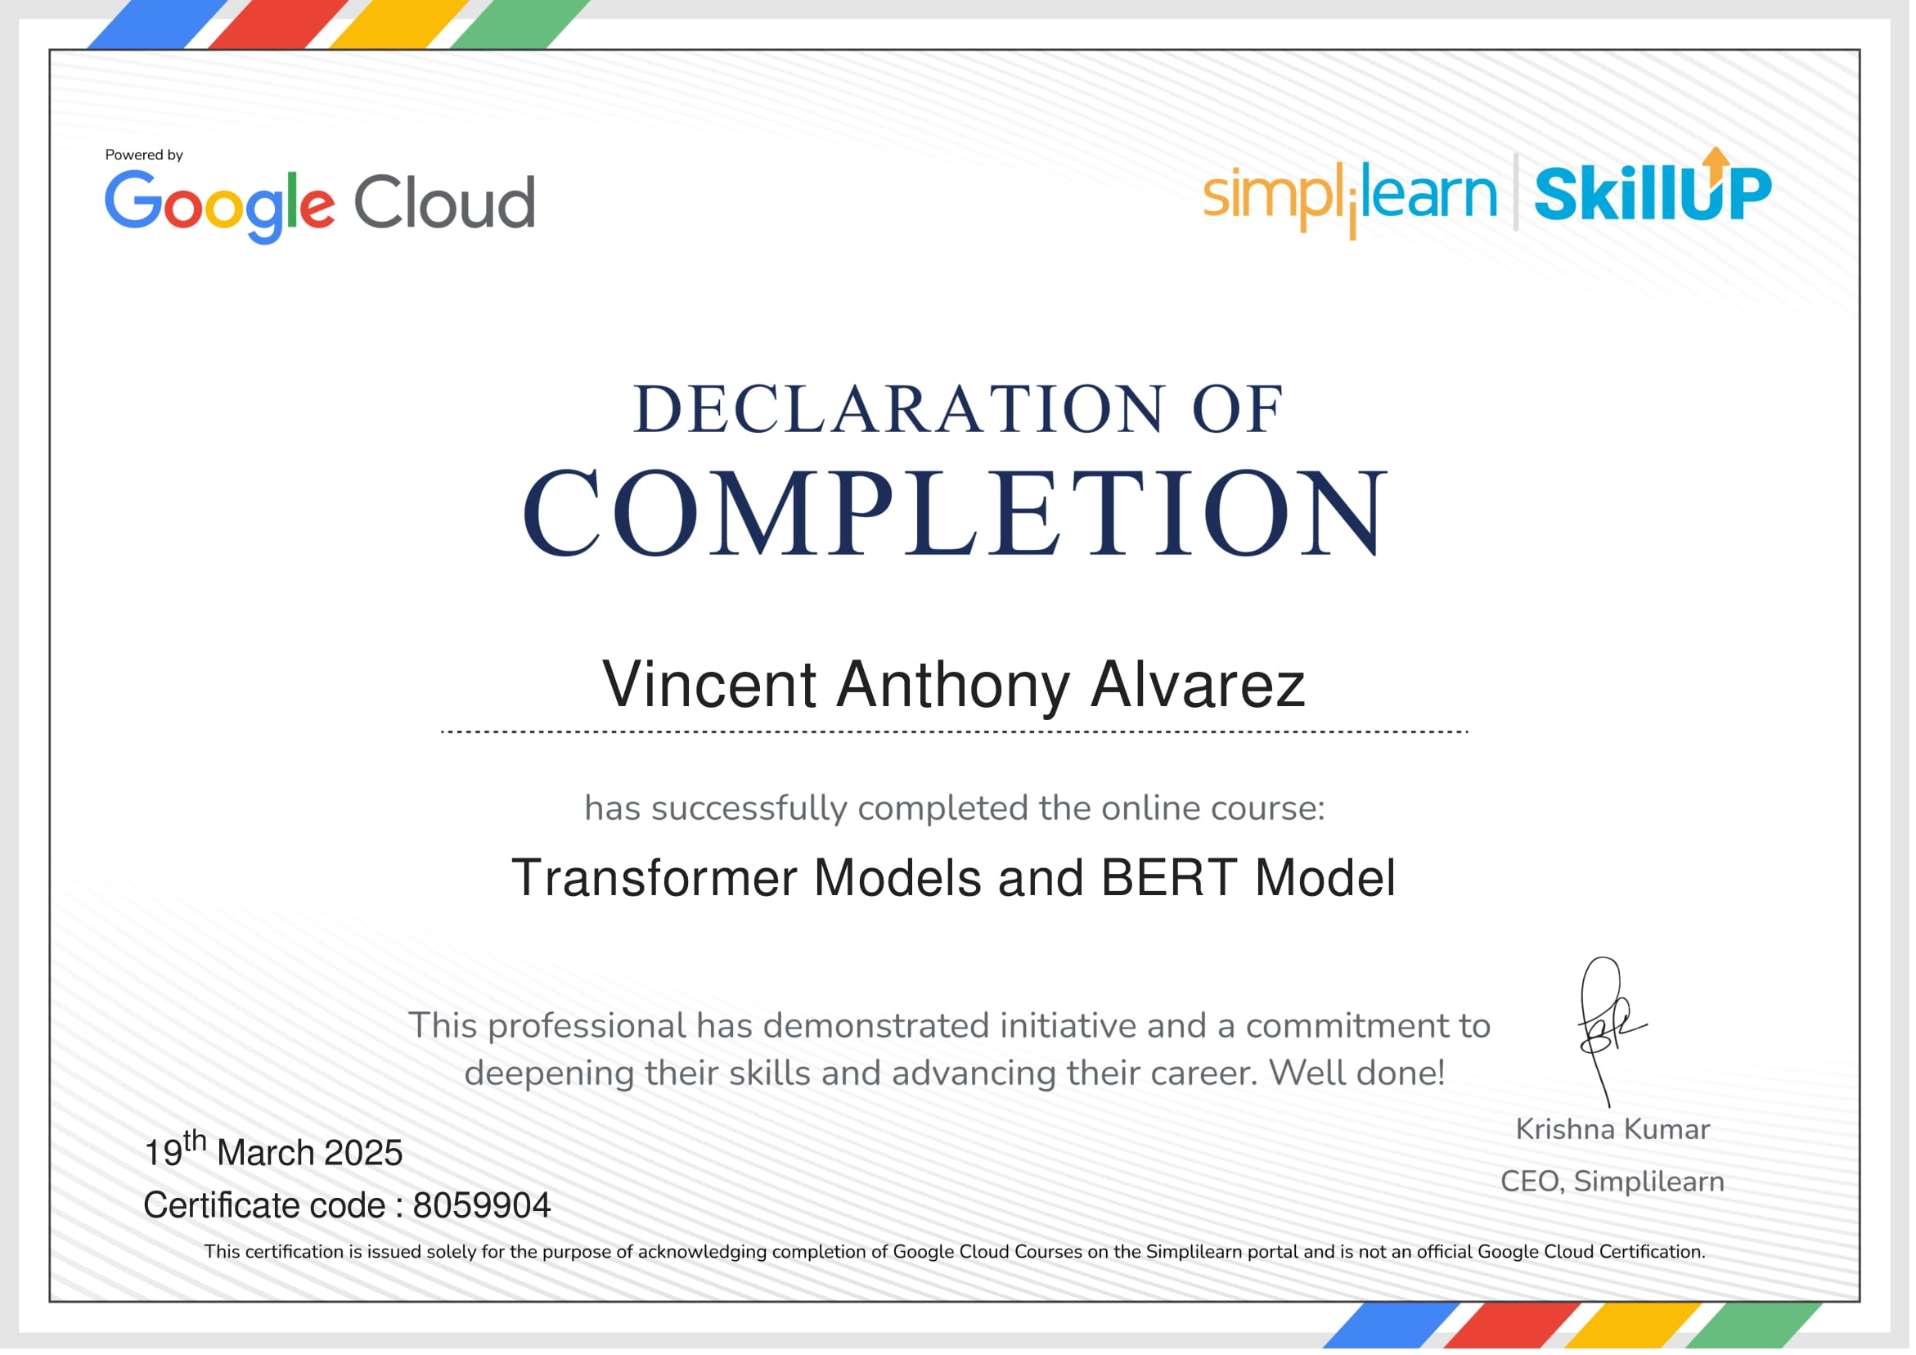 Powered by
Google Cloud
simplilearn | SkillUP
DECLARATION OF
COMPLETION
Vincent Anthony Alvarez
has successfully completed the online course:
Transformer Models and BERT Model
This professional has demonstrated initiative and a commitment to
deepening their skills and advancing their career. Well done!
Krishna Kumar
CEO, Simplilearn
19th March 2025
Certificate code : 8059904
This certification is issued solely for the purpose of acknowledging completion of Google Cloud Courses on the Simplilearn portal and is not an official Google Cloud Certification.